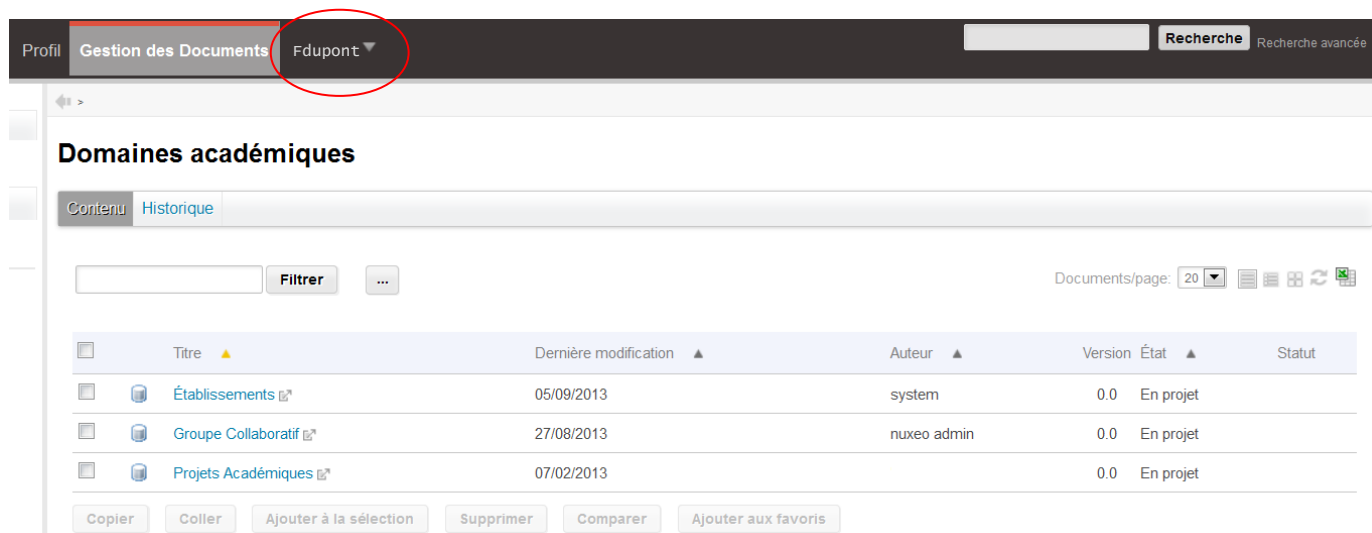 Profil Gestion des Documents Fdupont Recherche Recherche avancée
>
Domaines académiques
Contenu Historique
Filtrer ... Documents/page: 20
Titre Dernière modification Auteur Version État Statut
Établissements 05/09/2013 system 0.0 En projet
Groupe Collaboratif 27/08/2013 nuxeo admin 0.0 En projet
Projets Académiques 07/02/2013 0.0 En projet
Copier Coller Ajouter à la sélection Supprimer Comparer Ajouter aux favoris